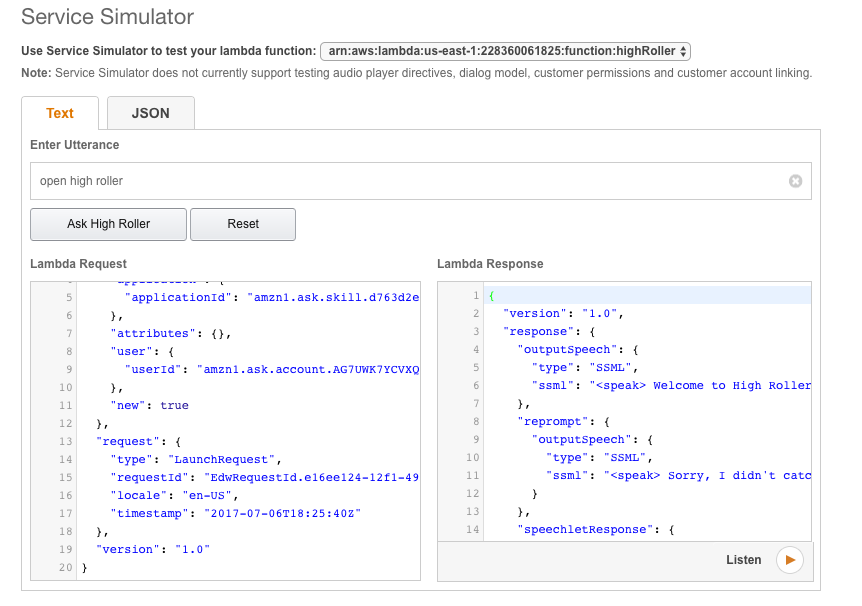 Service Simulator
Use Service Simulator to test your lambda function: arn:aws:lambda:us-east-1:228360061825:function:highRoller
Note: Service Simulator does not currently support testing audio player directives, dialog model, customer permissions and customer account linking.
Text JSON
Enter Utterance
open high roller
Ask High Roller Reset
Lambda Request
5 "applicationId": "amzn1.ask.skill.d763d2e
6 },
7 "attributes": {},
8 "user": {
9 "userId": "amzn1.ask.account.AG7UWK7YCVXQ
10 },
11 "new": true
12 },
13 "request": {
14 "type": "LaunchRequest",
15 "requestId": "EdwRequestId.e16ee124-12f1-49
16 "locale": "en-US",
17 "timestamp": "2017-07-06T18:25:40Z"
18 },
19 "version": "1.0"
20 }
Lambda Response
1 {
2 "version": "1.0",
3 "response": {
4 "outputSpeech": {
5 "type": "SSML",
6 "ssml": "<speak> Welcome to High Roller
7 },
8 "reprompt": {
9 "outputSpeech": {
10 "type": "SSML",
11 "ssml": "<speak> Sorry, I didn't catc
12 }
13 },
14 "speechletResponse": {
Listen